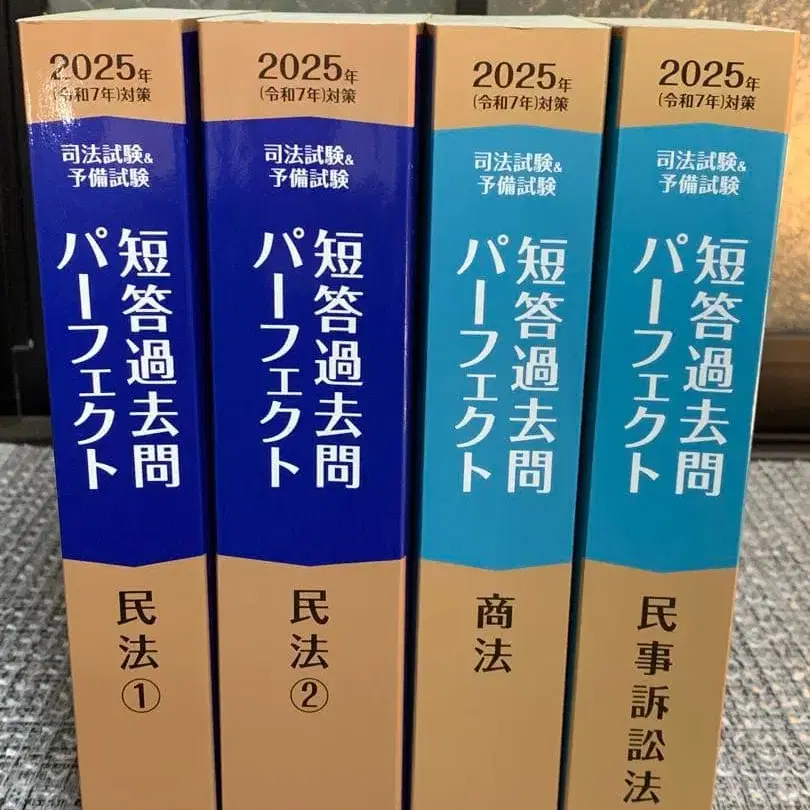 2025年
(令和7年)対策
司法試験&
予備試験
短答過去問
パーフェクト
民法①
2025年
(令和7年)対策
司法試験&
予備試験
短答過去問
パーフェクト
民法②
2025年
(令和7年)対策
司法試験&
予備試験
短答過去問
パーフェクト
商法
2025年
(令和7年)対策
司法試験&
予備試験
短答過去問
パーフェクト
民事訴訟法